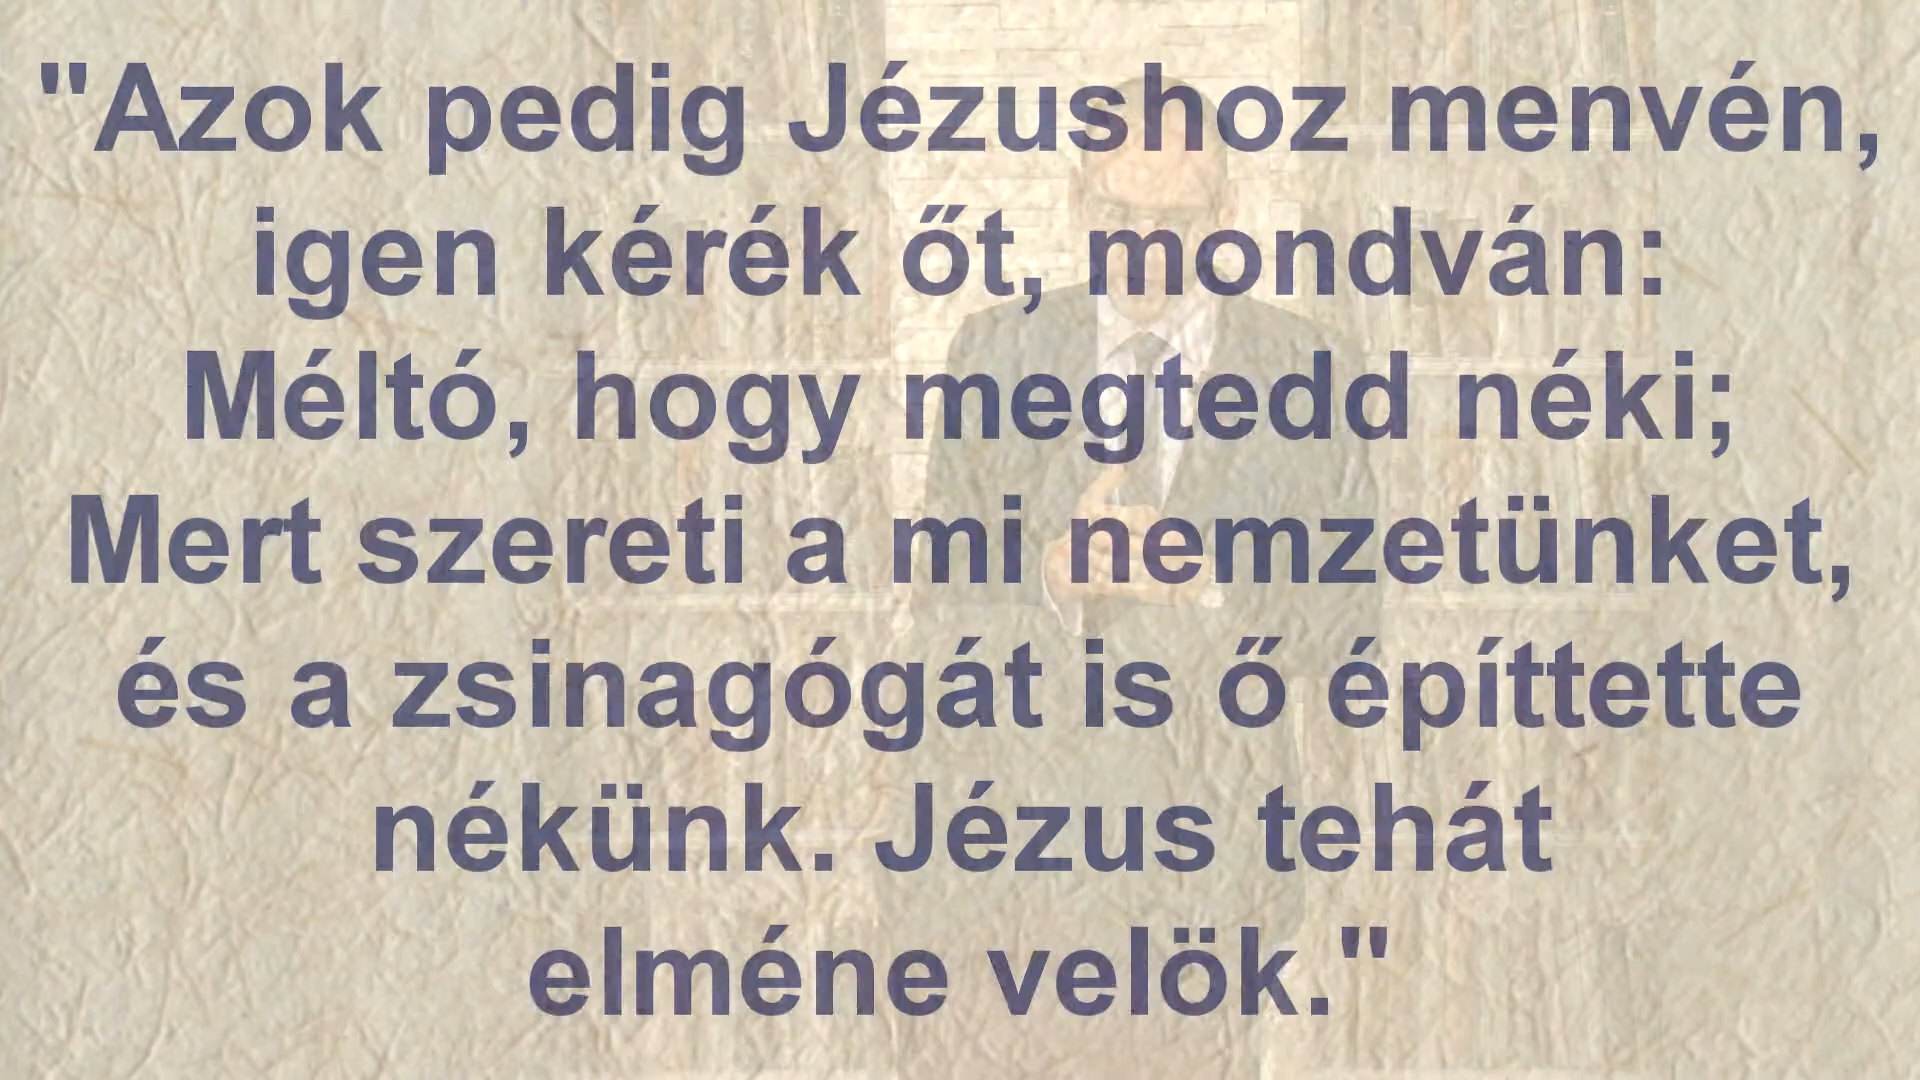 "Azok pedig Jézushoz menvén,
igen kérék őt, mondván:
Méltó, hogy megtedd néki;
Mert szereti a mi nemzetünket,
és a zsinagógát is ő építtette
nékünk. Jézus tehát
elméne velök."